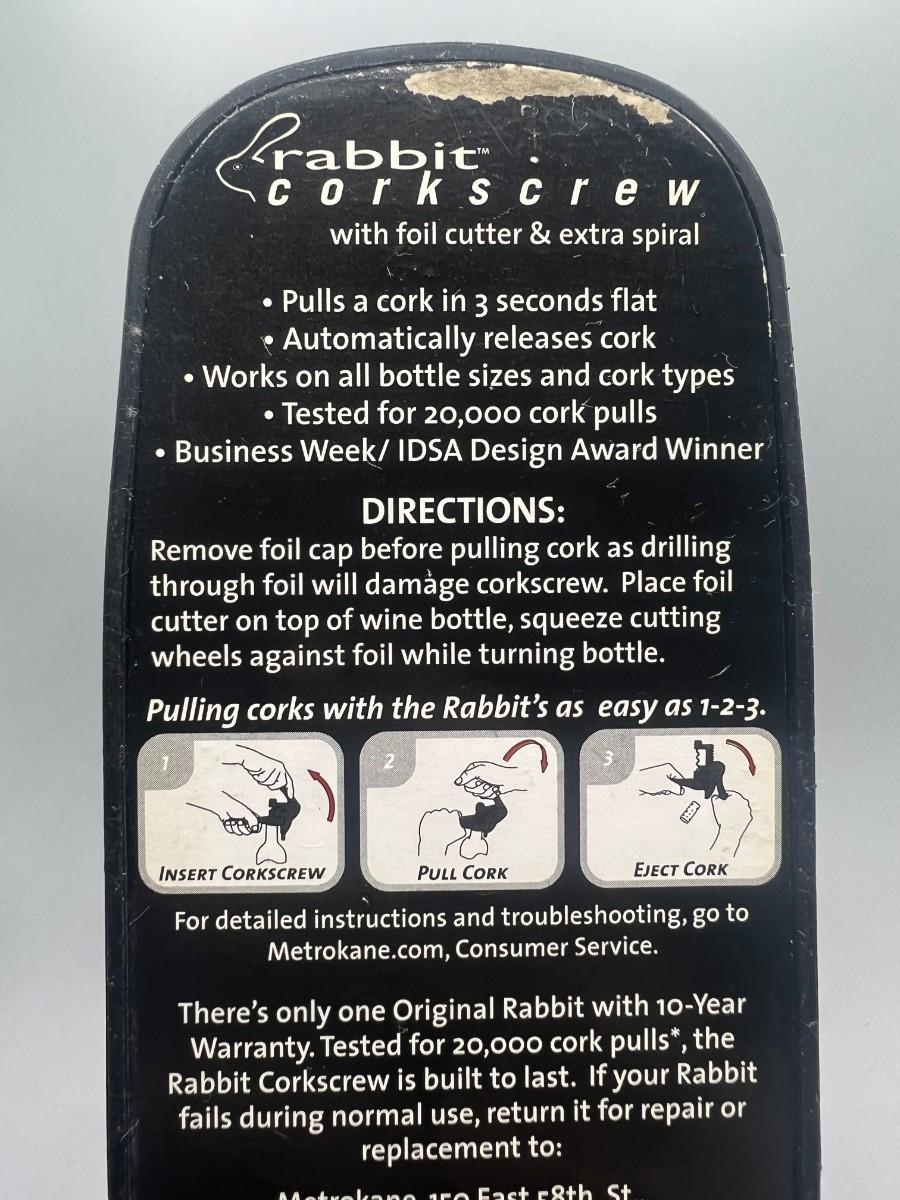 rabbit™
corkscrew
with foil cutter & extra spiral
• Pulls a cork in 3 seconds flat
• Automatically releases cork
• Works on all bottle sizes and cork types
• Tested for 20,000 cork pulls
• Business Week/ IDSA Design Award Winner
DIRECTIONS:
Remove foil cap before pulling cork as drilling
through foil will damage corkscrew. Place foil
cutter on top of wine bottle, squeeze cutting
wheels against foil while turning bottle.
Pulling corks with the Rabbit's as easy as 1-2-3.
1
2
3
INSERT CORKSCREW
PULL CORK
EJECT CORK
For detailed instructions and troubleshooting, go to
Metrokane.com, Consumer Service.
There's only one Original Rabbit with 10-Year
Warranty. Tested for 20,000 cork pulls*, the
Rabbit Corkscrew is built to last. If your Rabbit
fails during normal use, return it for repair or
replacement to:
Metrokane, 150 East 58th St.